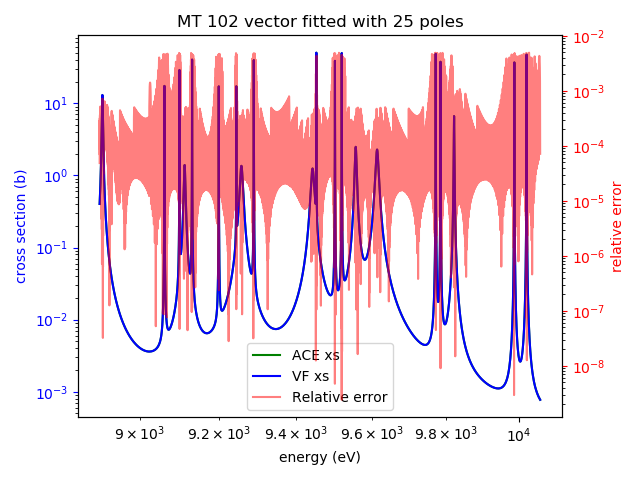 MT 102 vector fitted with 25 poles
cross section (b)
10¹
10⁰
10⁻¹
10⁻²
10⁻³
10⁻²
10⁻³
10⁻⁴
10⁻⁵
10⁻⁶
10⁻⁷
10⁻⁸
relative error
ACE xs
VF xs
Relative error
9 × 10³ 9.2 × 10³ 9.4 × 10³ 9.6 × 10³ 9.8 × 10³ 10⁴
energy (eV)